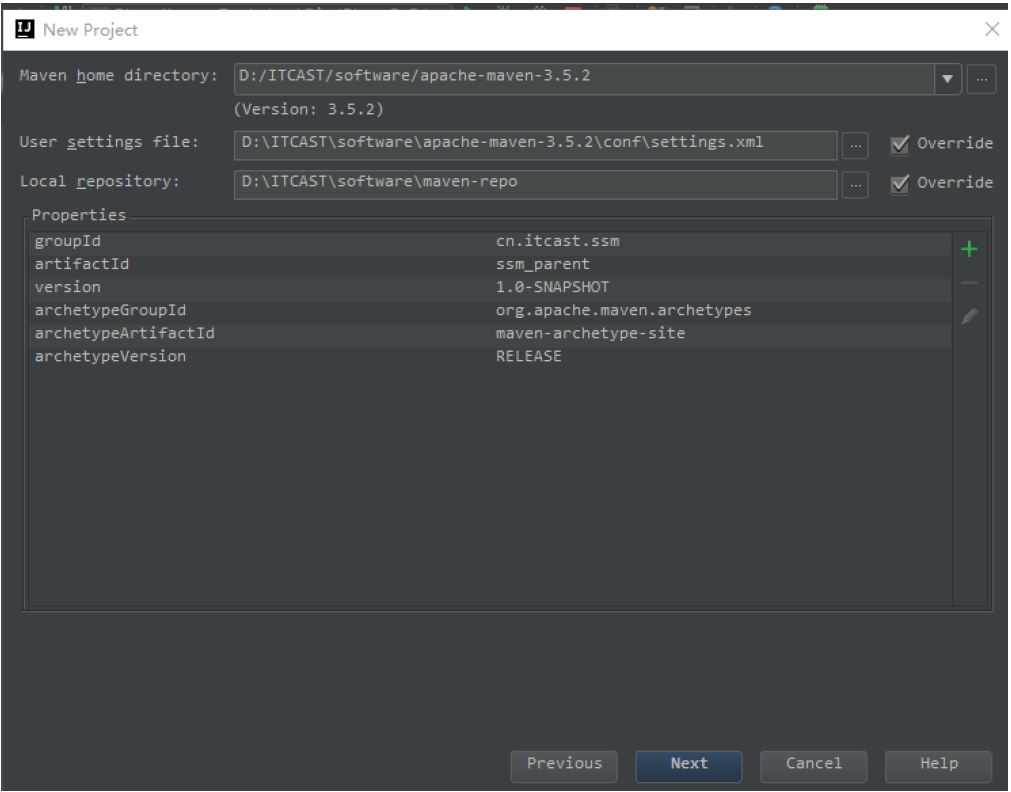 New Project
Maven home directory: D:/ITCAST/software/apache-maven-3.5.2 ...
(Version: 3.5.2)
User settings file: D:\ITCAST\software\apache-maven-3.5.2\conf\settings.xml ... Override
Local repository: D:\ITCAST\software\maven-repo ... Override
Properties
groupId cn.itcast.ssm
artifactId ssm_parent
version 1.0-SNAPSHOT
archetypeGroupId org.apache.maven.archetypes
archetypeArtifactId maven-archetype-site
archetypeVersion RELEASE
Previous Next Cancel Help